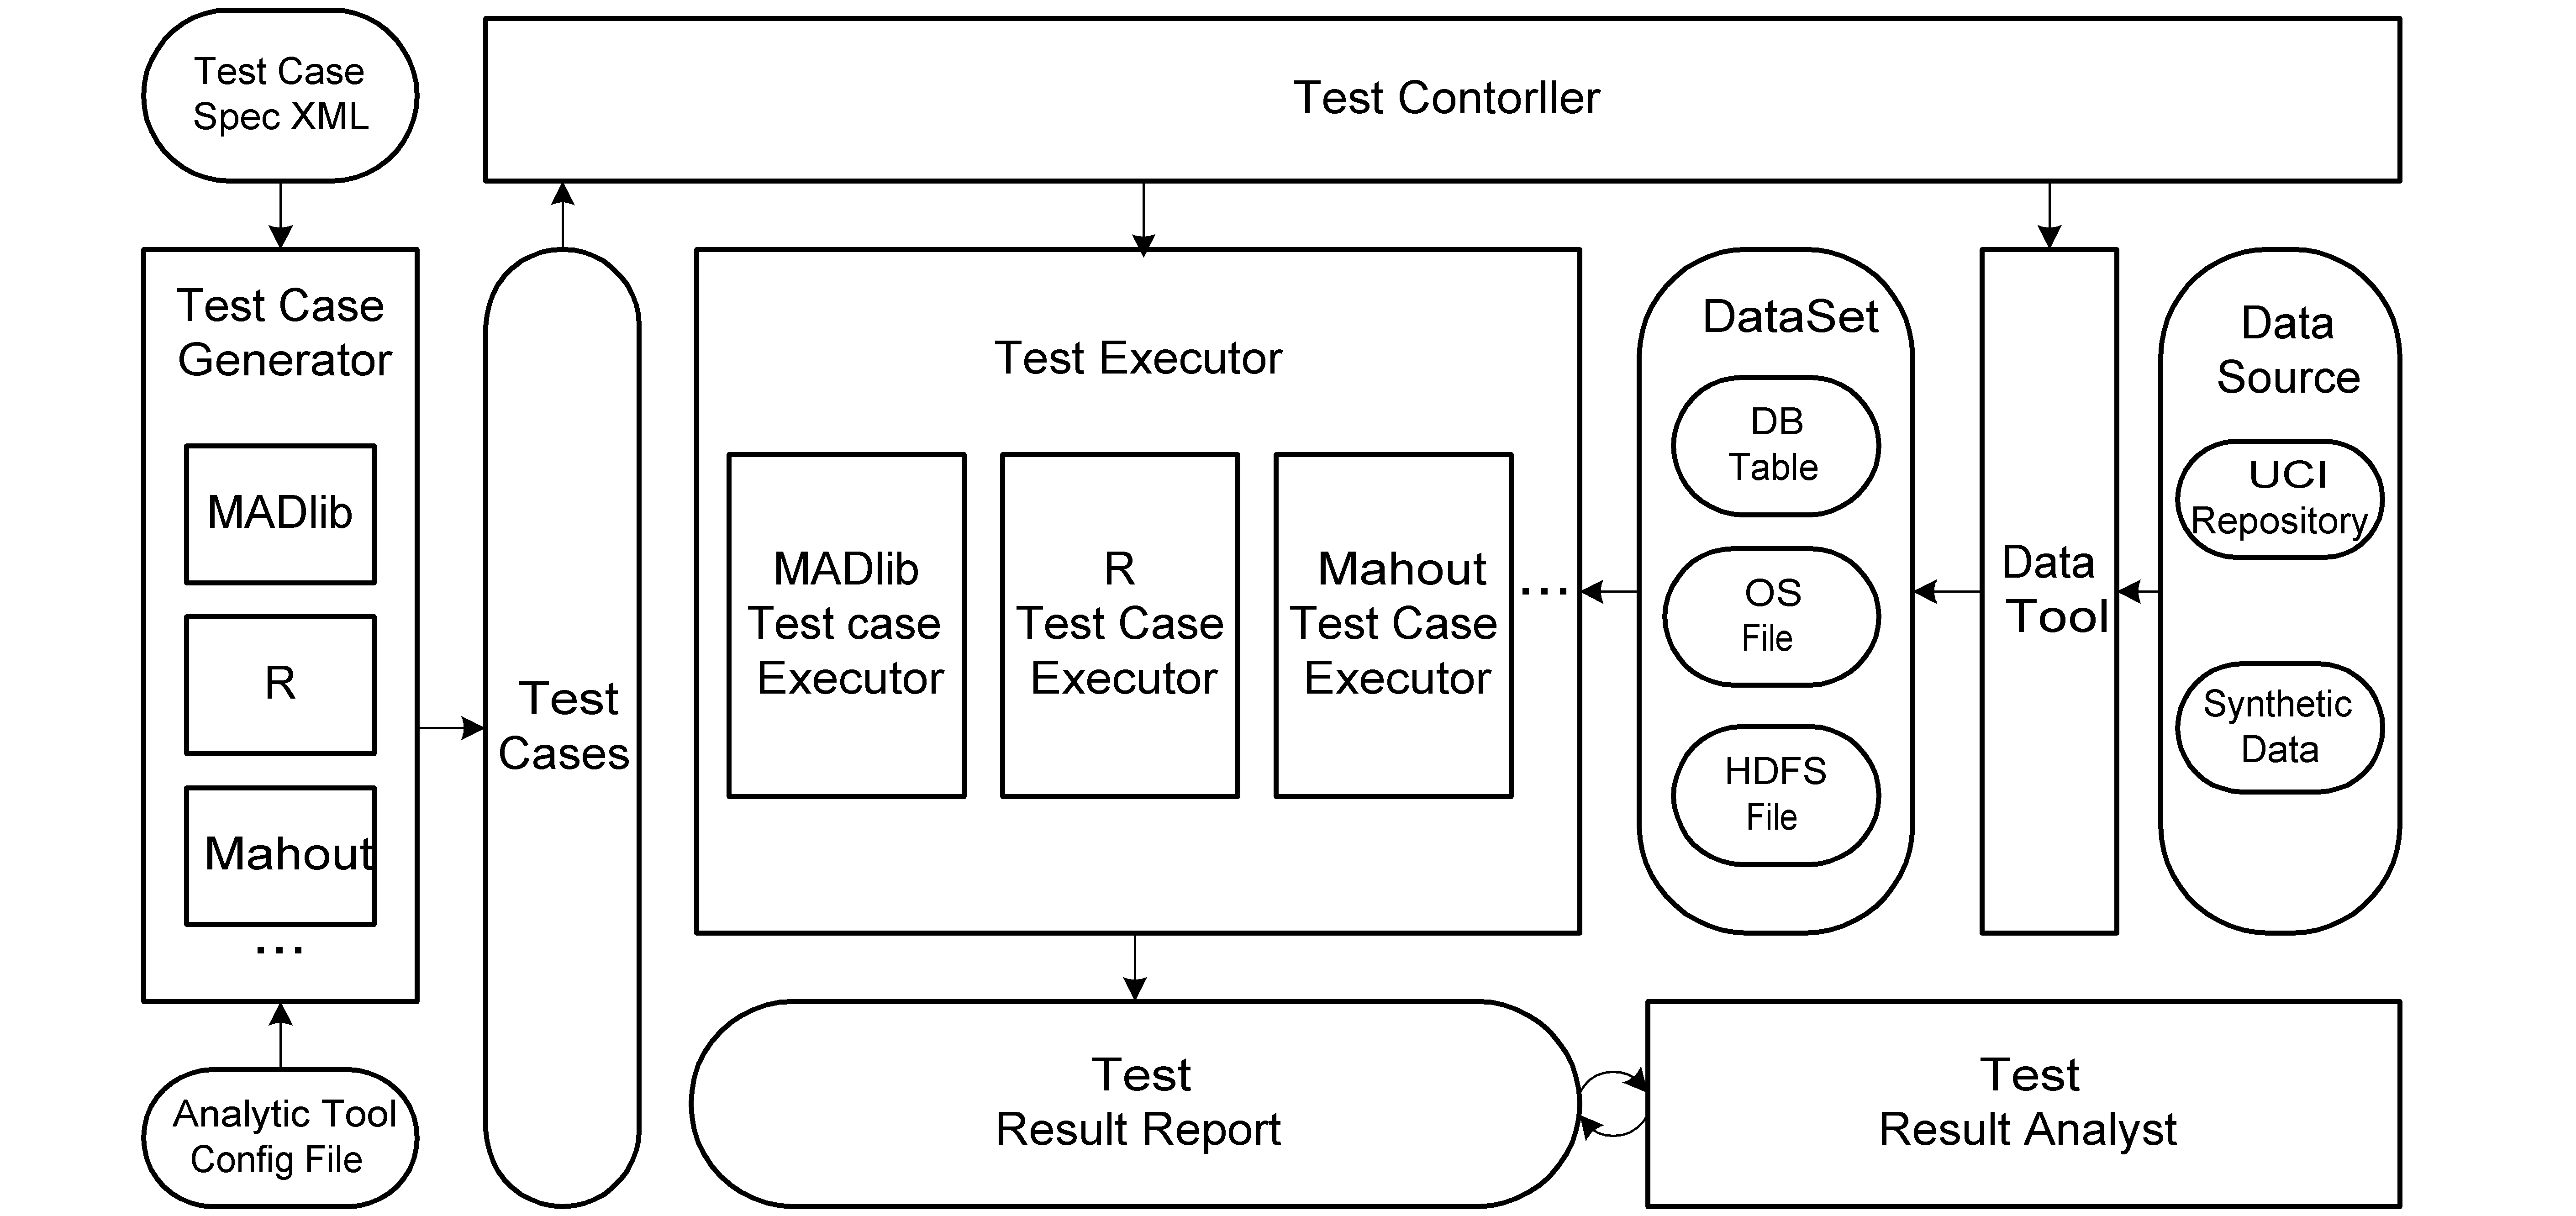 Test Case
Spec XML
Test Contorller
Test Case
Generator
MADlib
R
Mahout
...
Analytic Tool
Config File
Test
Cases
Test Executor
MADlib
Test case
Executor
R
Test Case
Executor
Mahout
Test Case
Executor
...
DataSet
DB
Table
OS
File
HDFS
File
Data
Tool
Data
Source
UCI
Repository
Synthetic
Data
Test
Result Report
Test
Result Analyst